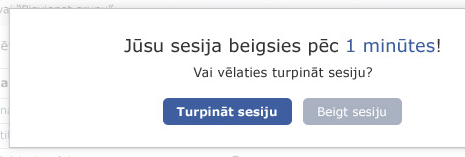 Jūsu sesija beigsies pēc 1 minūtes!
Vai vēlaties turpināt sesiju?
Turpināt sesiju Beigt sesiju